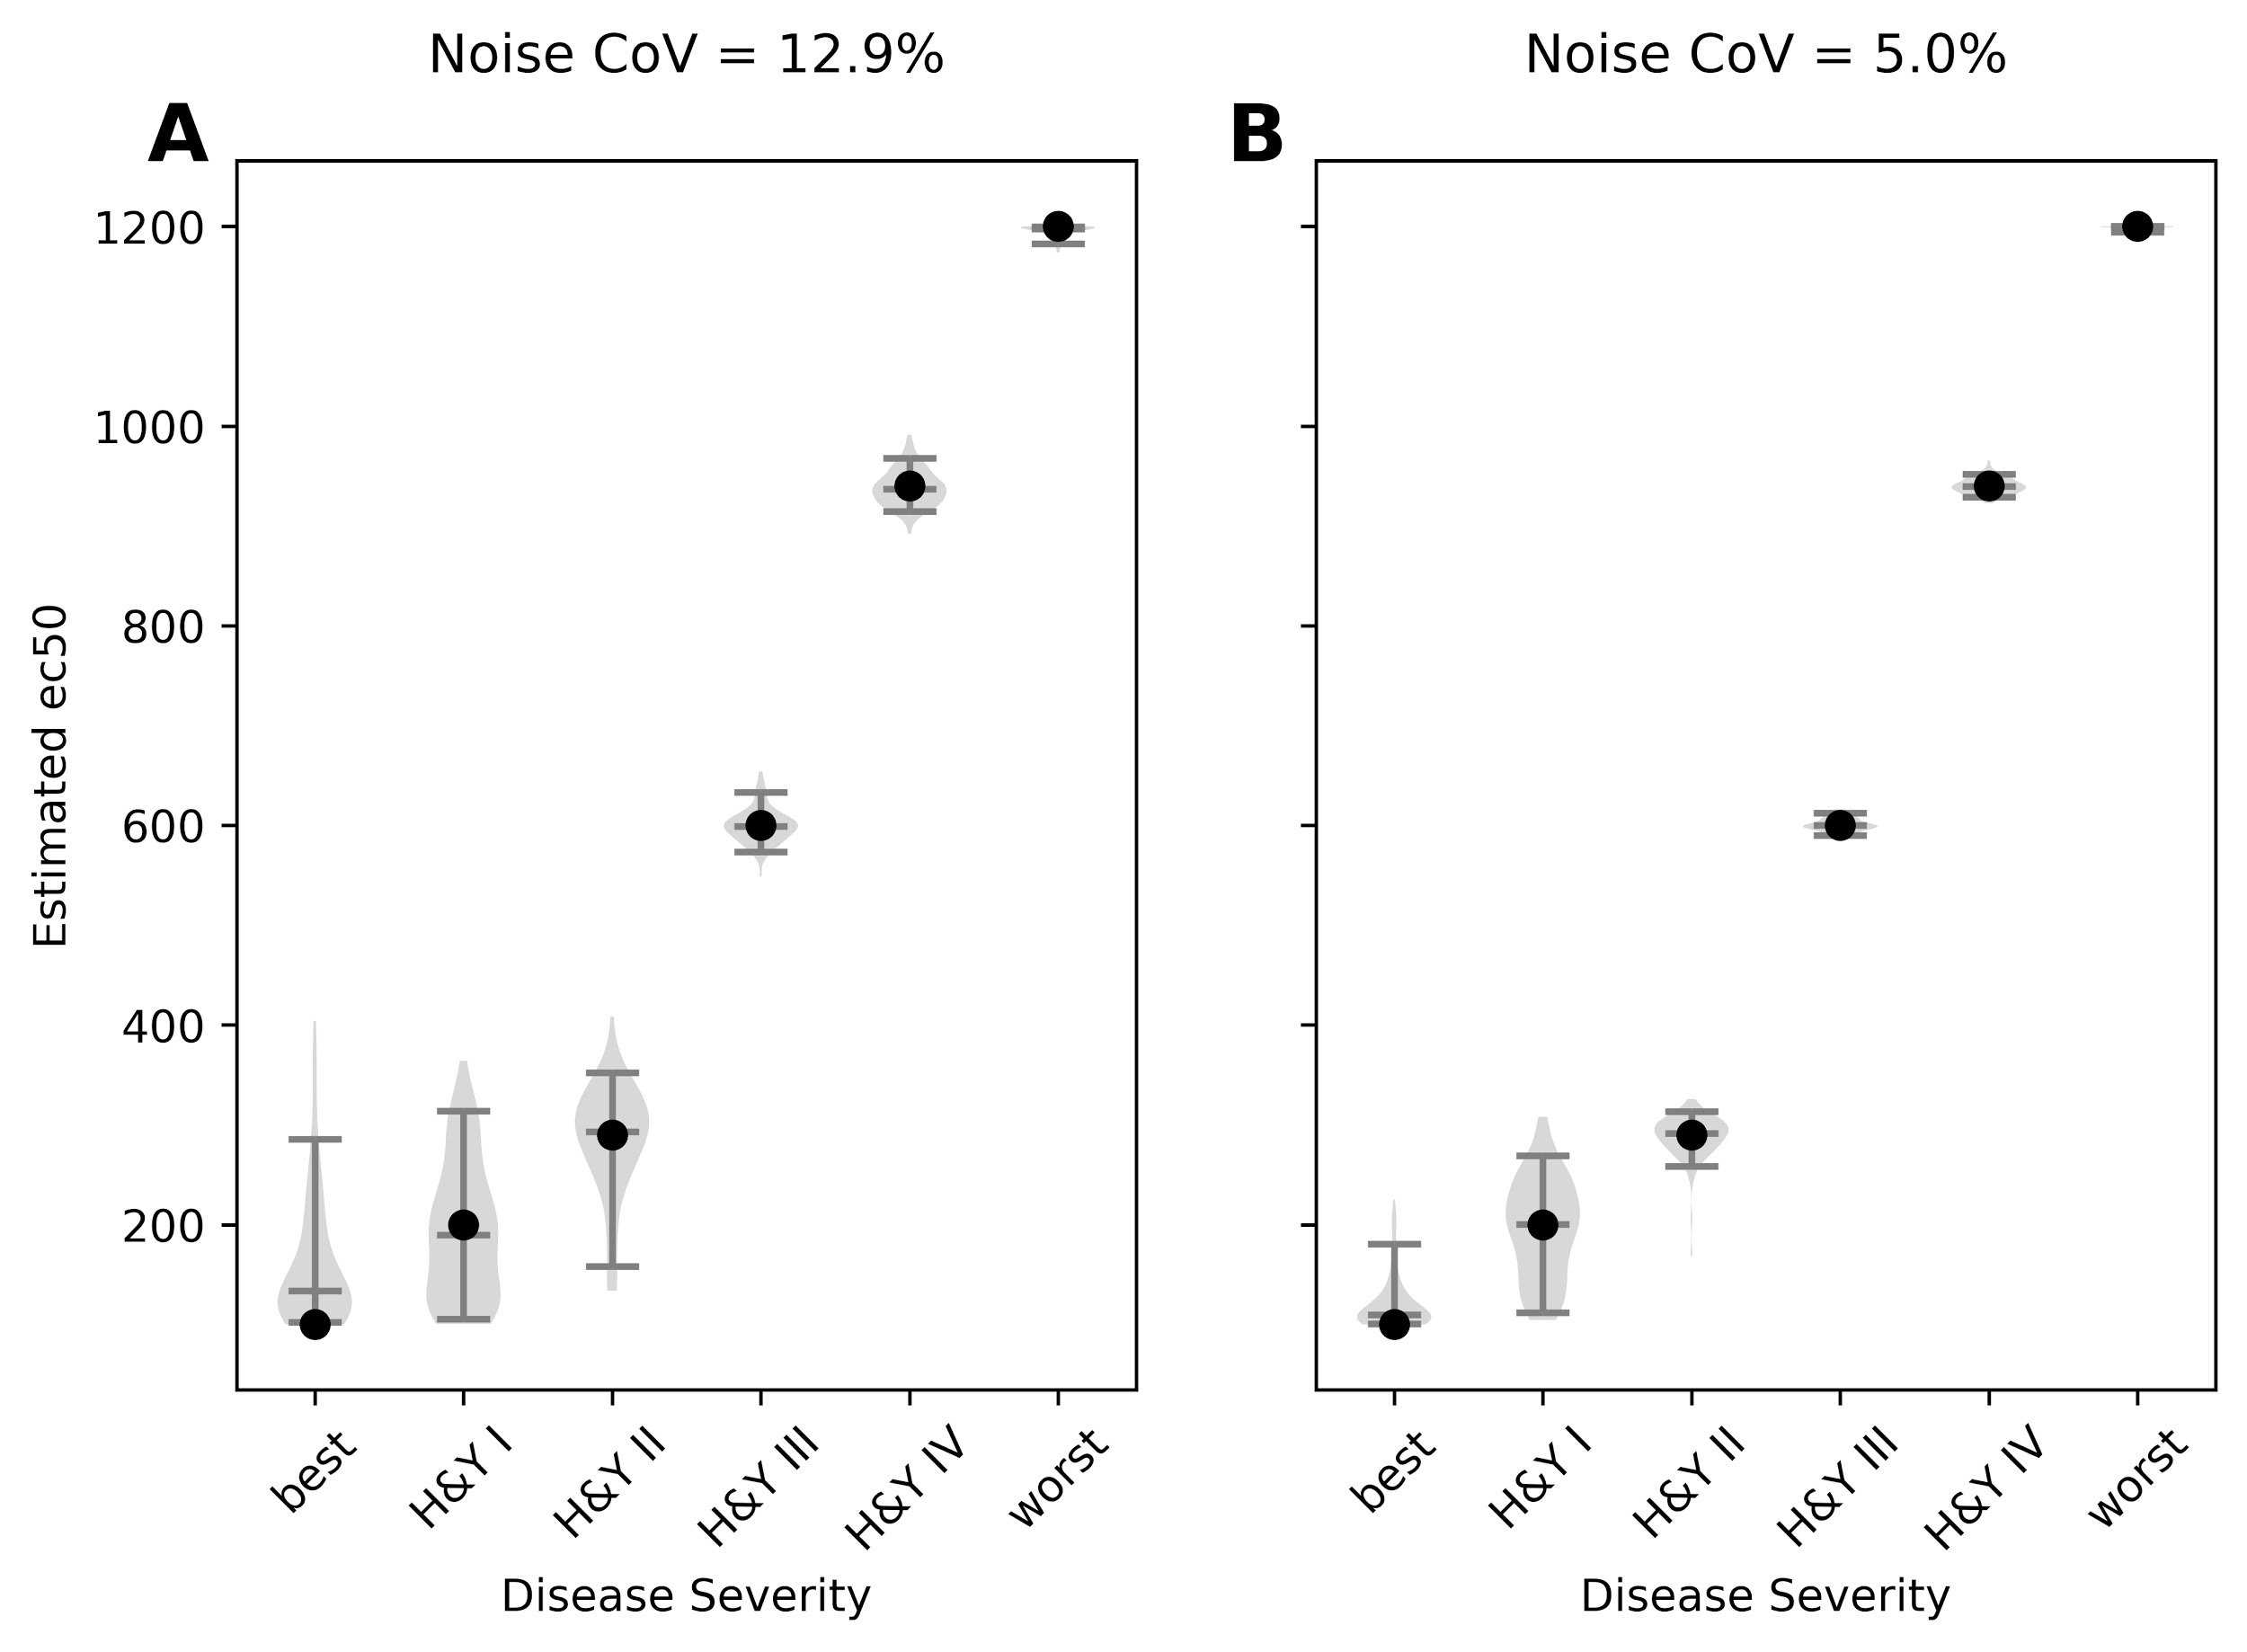 Noise CoV = 12.9%
Noise CoV = 5.0%
A
B
1200
1000
800
600
400
200
Estimated ec50
best
H&Y I
H&Y II
H&Y III
H&Y IV
worst
best
H&Y I
H&Y II
H&Y III
H&Y IV
worst
Disease Severity
Disease Severity